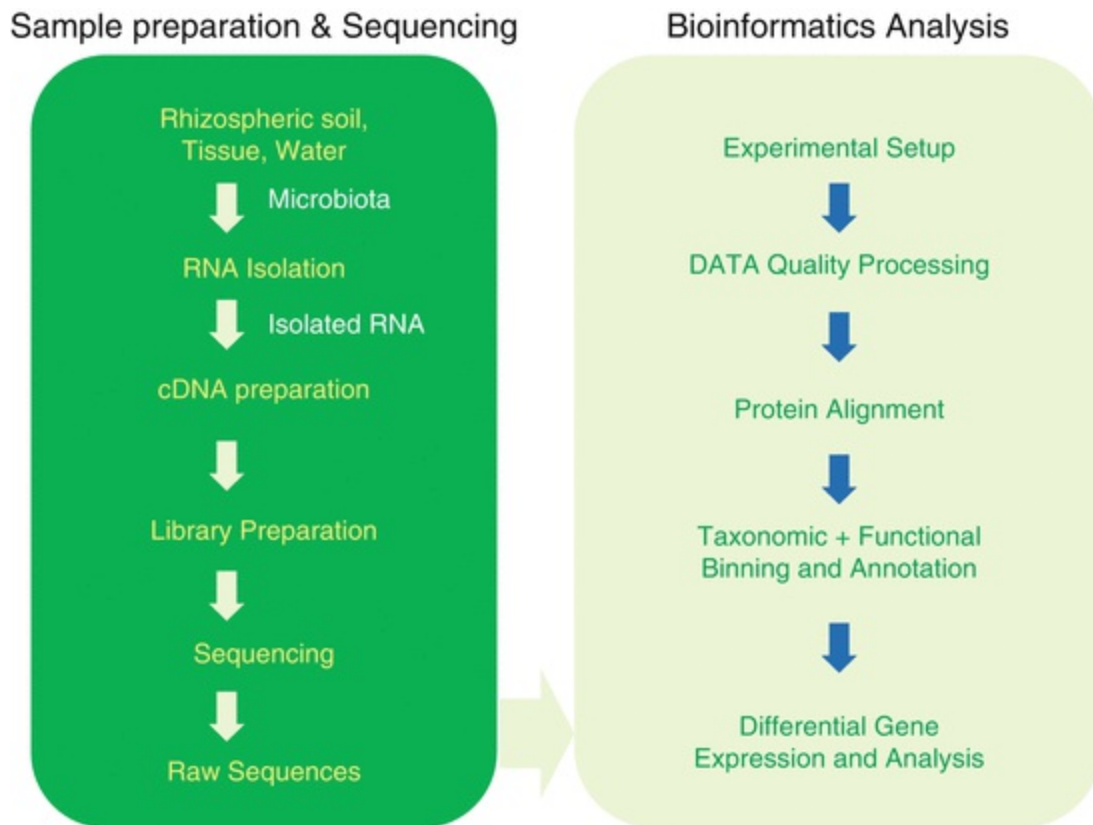 Sample preparation & Sequencing
Rhizospheric soil,
Tissue, Water
Microbiota
RNA Isolation
Isolated RNA
cDNA preparation
Library Preparation
Sequencing
Raw Sequences
Bioinformatics Analysis
Experimental Setup
DATA Quality Processing
Protein Alignment
Taxonomic + Functional
Binning and Annotation
Differential Gene
Expression and Analysis